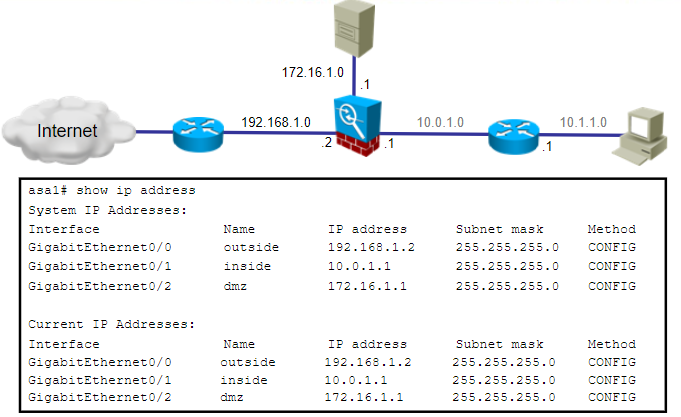 172.16.1.0
.1
Internet
192.168.1.0
10.0.1.0
10.1.1.0
.2
.1
.1
asa1# show ip address
System IP Addresses:
Interface Name IP address Subnet mask Method
GigabitEthernet0/0 outside 192.168.1.2 255.255.255.0 CONFIG
GigabitEthernet0/1 inside 10.0.1.1 255.255.255.0 CONFIG
GigabitEthernet0/2 dmz 172.16.1.1 255.255.255.0 CONFIG
Current IP Addresses:
Interface Name IP address Subnet mask Method
GigabitEthernet0/0 outside 192.168.1.2 255.255.255.0 CONFIG
GigabitEthernet0/1 inside 10.0.1.1 255.255.255.0 CONFIG
GigabitEthernet0/2 dmz 172.16.1.1 255.255.255.0 CONFIG